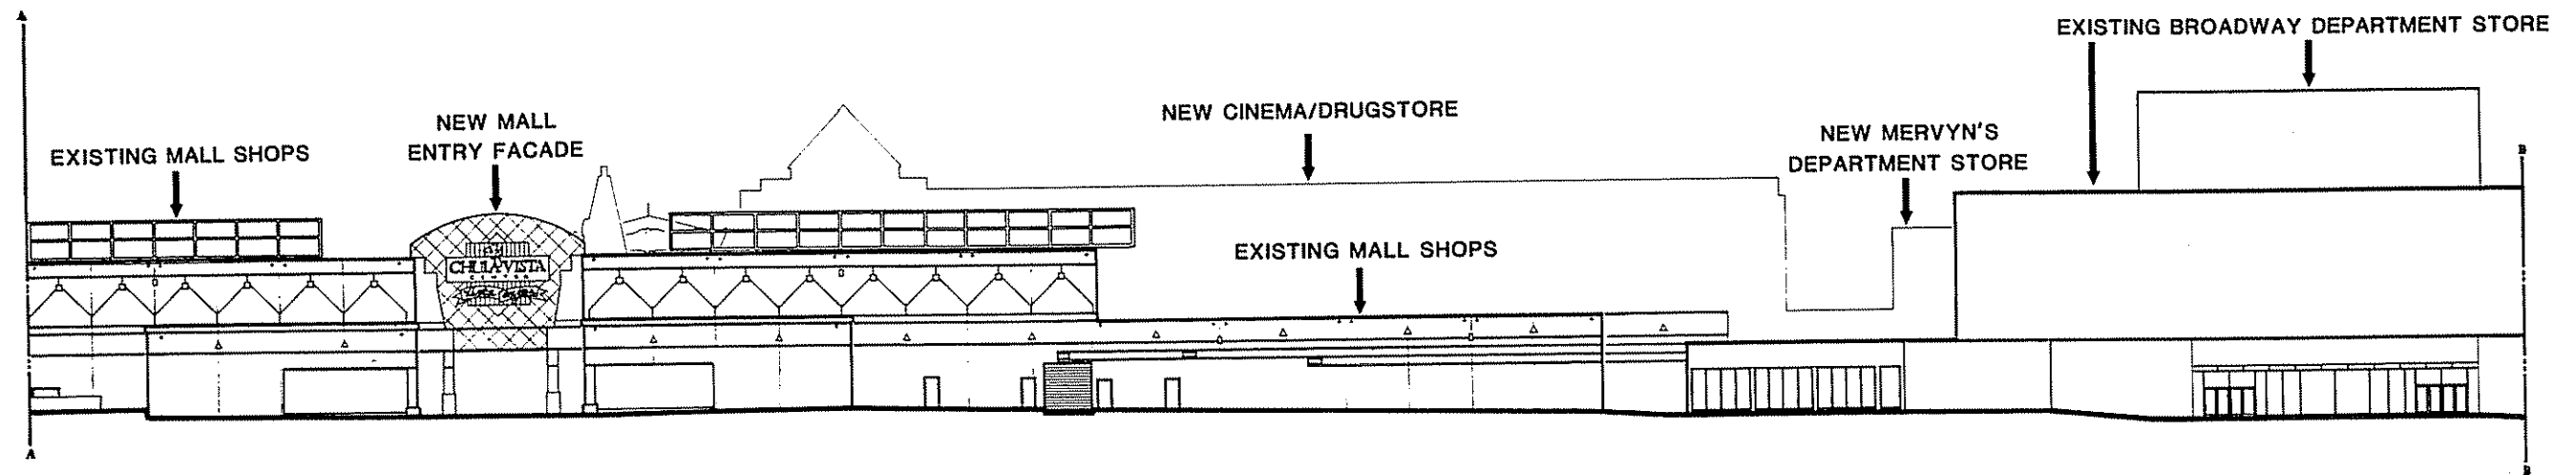 A
EXISTING BROADWAY DEPARTMENT STORE
NEW CINEMA/DRUGSTORE
NEW MALL
ENTRY FACADE
NEW MERVYN'S
DEPARTMENT STORE
EXISTING MALL SHOPS
B
EXISTING MALL SHOPS
CHULA VISTA
CENTER
A
B